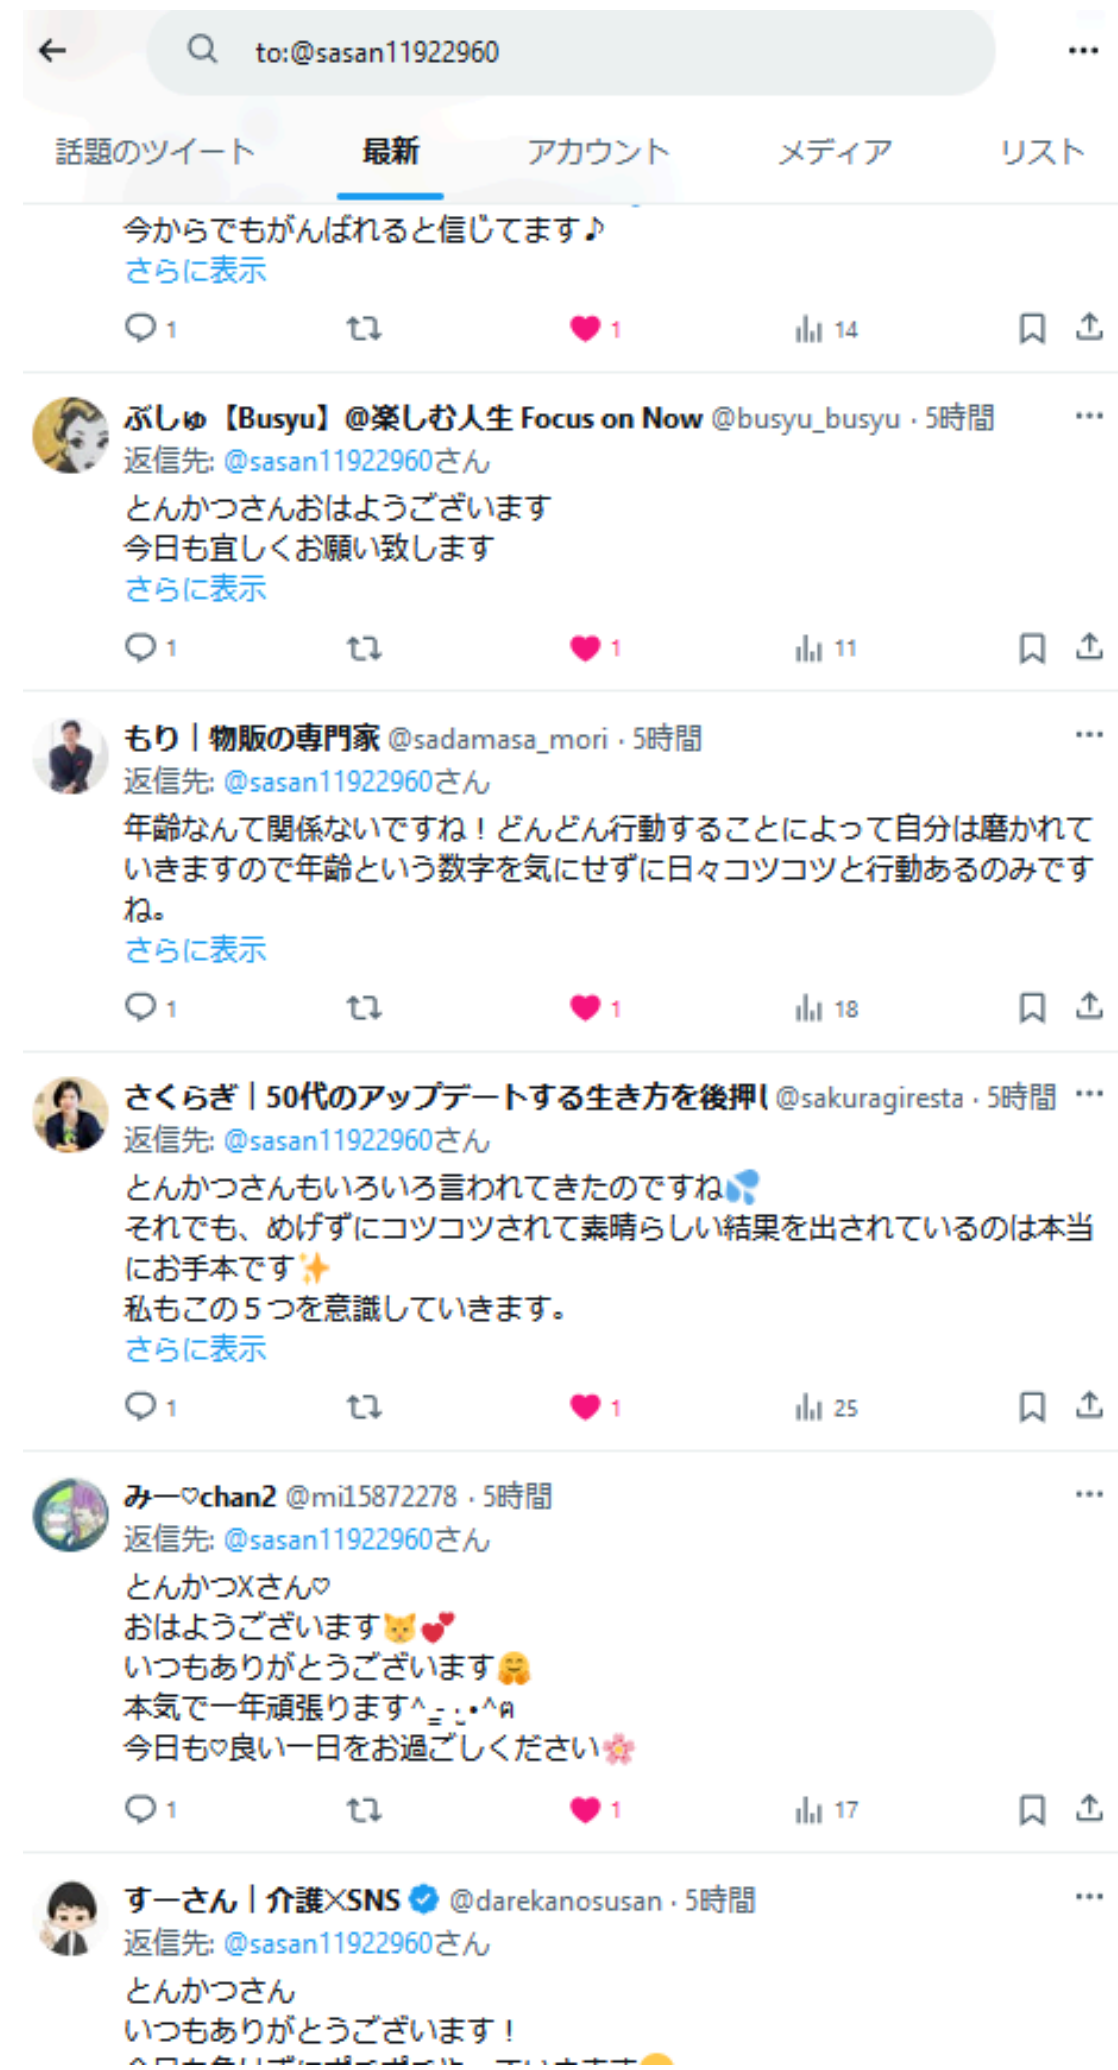 to:@sasan11922960
話題のツイート 最新 アカウント メディア リスト
今からでもがんばれると信じてます♪
さらに表示
1 1 14
ぶしゅ【Busyu】@楽しむ人生 Focus on Now @busyu_busyu · 5時間
返信先: @sasan11922960さん
とんかつさんおはようございます
今日も宜しくお願い致します
さらに表示
1 1 11
もり｜物販の専門家 @sadamasa_mori · 5時間
返信先: @sasan11922960さん
年齢なんて関係ないですね！どんどん行動することによって自分は磨かれて
いきますので年齢という数字を気にせずに日々コツコツと行動あるのみです
ね。
さらに表示
1 1 18
さくらぎ｜50代のアップデートする生き方を後押し @sakuragiresta · 5時間
返信先: @sasan11922960さん
とんかつさんもいろいろ言われてきたのですね💦
それでも、めげずにコツコツされて素晴らしい結果を出されているのは本当
にお手本です✨
私もこの５つを意識していきます。
さらに表示
1 1 25
みー♡chan2 @mi15872278 · 5時間
返信先: @sasan11922960さん
とんかつXさん♡
おはようございます😺💕
いつもありがとうございます🤗
本気で一年頑張ります^ ̳- ·̫ •^ฅ
今日も♡良い一日をお過ごしください🌸
1 1 17
すーさん｜介護×SNS @darekanosusan · 5時間
返信先: @sasan11922960さん
とんかつさん
いつもありがとうございます！